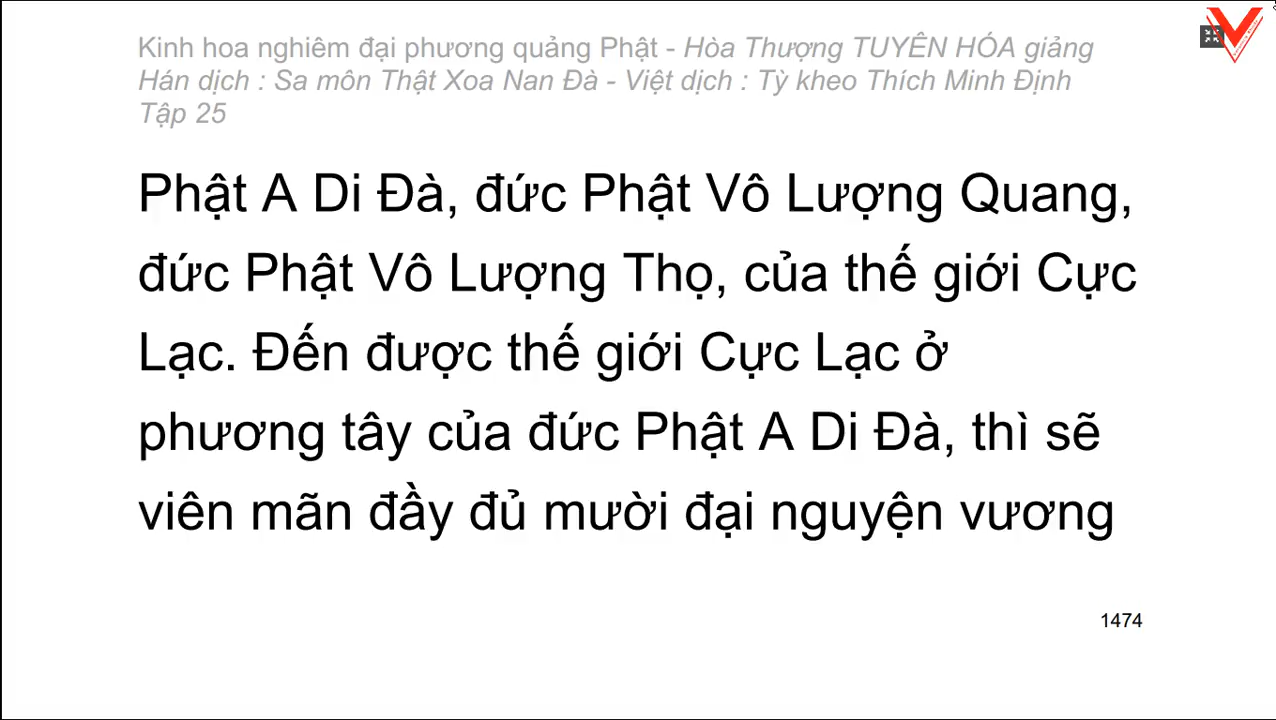 Kinh hoa nghiêm đại phương quảng Phật - Hòa Thượng TUYÊN HÓA giảng
Hán dịch : Sa môn Thật Xoa Nan Đà - Việt dịch : Tỳ kheo Thích Minh Định
Tập 25
Phật A Di Đà, đức Phật Vô Lượng Quang,
đức Phật Vô Lượng Thọ, của thế giới Cực
Lạc. Đến được thế giới Cực Lạc ở
phương tây của đức Phật A Di Đà, thì sẽ
viên mãn đầy đủ mười đại nguyện vương
1474